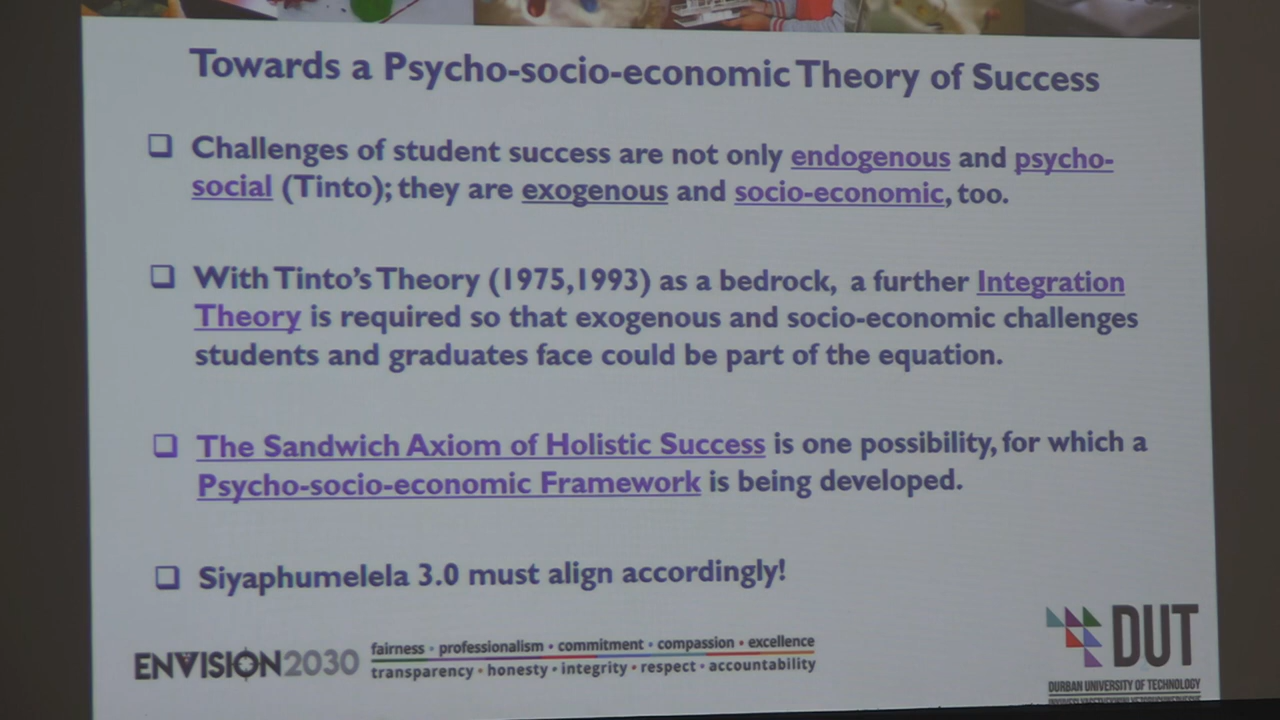 Towards a Psycho-socio-economic Theory of Success
Challenges of student success are not only endogenous and psycho-
social (Tinto); they are exogenous and socio-economic, too.
With Tinto's Theory (1975,1993) as a bedrock, a further Integration
Theory is required so that exogenous and socio-economic challenges
students and graduates face could be part of the equation.
The Sandwich Axiom of Holistic Success is one possibility, for which a
Psycho-socio-economic Framework is being developed.
Siyaphumelela 3.0 must align accordingly!
ENVISION2030
fairness • professionalism • commitment • compassion • excellence
transparency • honesty • integrity • respect • accountability
DUT
DURBAN UNIVERSITY OF TECHNOLOGY